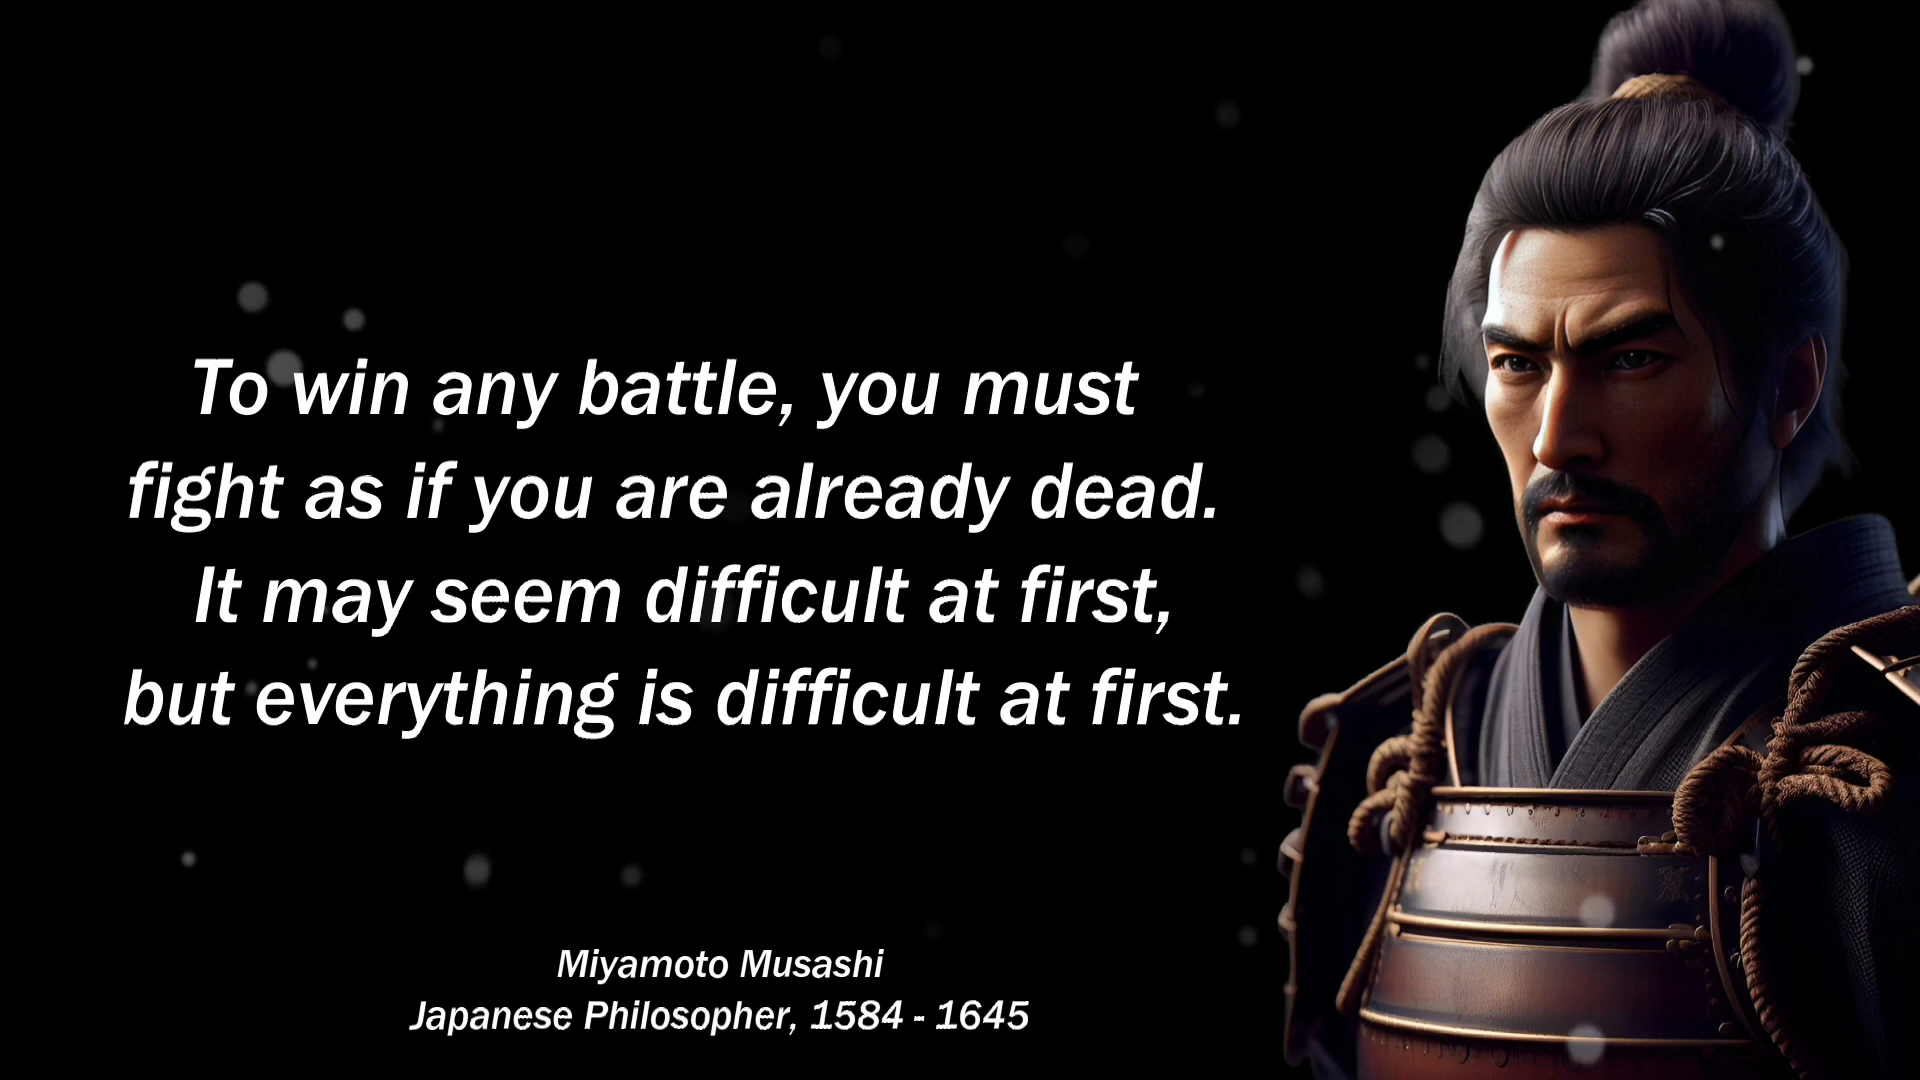 To win any battle, you must
fight as if you are already dead.
It may seem difficult at first,
but everything is difficult at first.
Miyamoto Musashi
Japanese Philosopher, 1584 - 1645